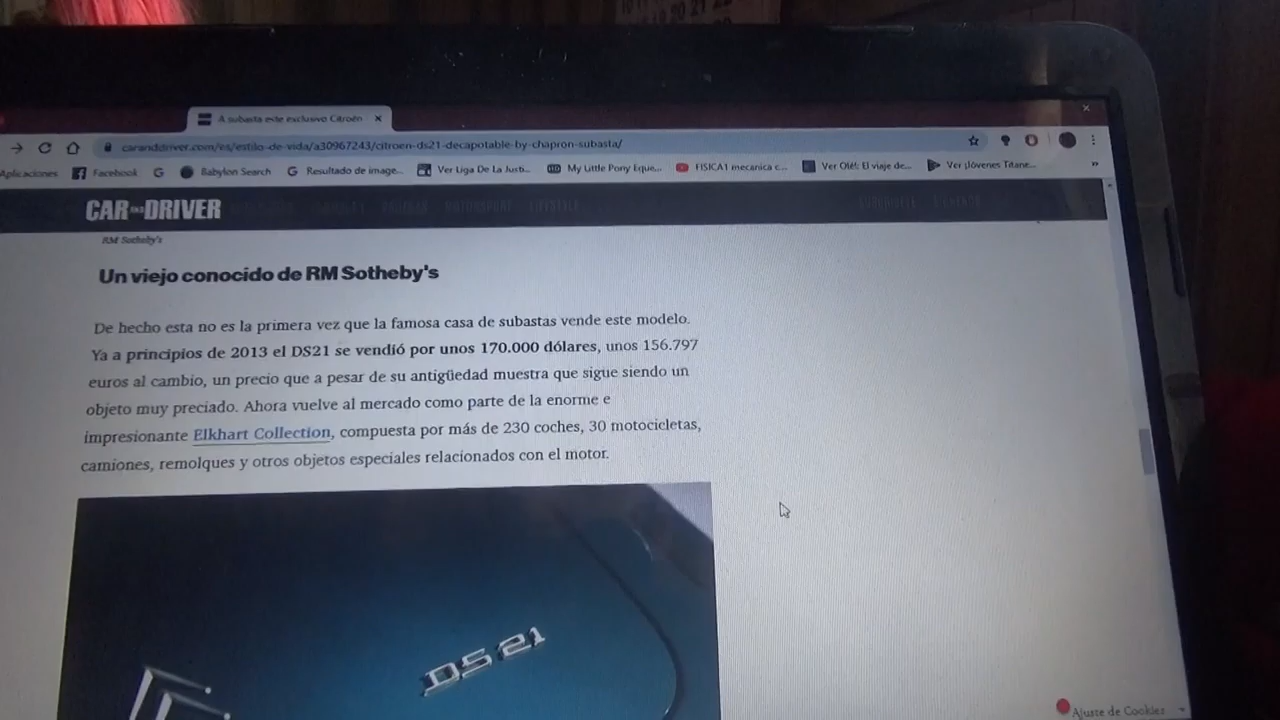 19 20 21 22
A subasta este exclusivo Citroën
caranddriver.com/es/estilo-de-vida/a30967243/citroen-ds21-decapotable-by-chapron-subasta/
Aplicaciones Facebook G Babylon Search G Resultado de image... Ver Liga De La Justi... My Little Pony Eque... FISICA1 mecanica c... Ver Olé!: El viaje de... Ver ¡Jóvenes Titane... »
CAR AND DRIVER MOTORSPORT LIFESTYLE
RM Sotheby's
Un viejo conocido de RM Sotheby's
De hecho esta no es la primera vez que la famosa casa de subastas vende este modelo.
Ya a principios de 2013 el DS21 se vendió por unos 170.000 dólares, unos 156.797
euros al cambio, un precio que a pesar de su antigüedad muestra que sigue siendo un
objeto muy preciado. Ahora vuelve al mercado como parte de la enorme e
impresionante Elkhart Collection, compuesta por más de 230 coches, 30 motocicletas,
camiones, remolques y otros objetos especiales relacionados con el motor.
DS 21
Ajuste de Cookies